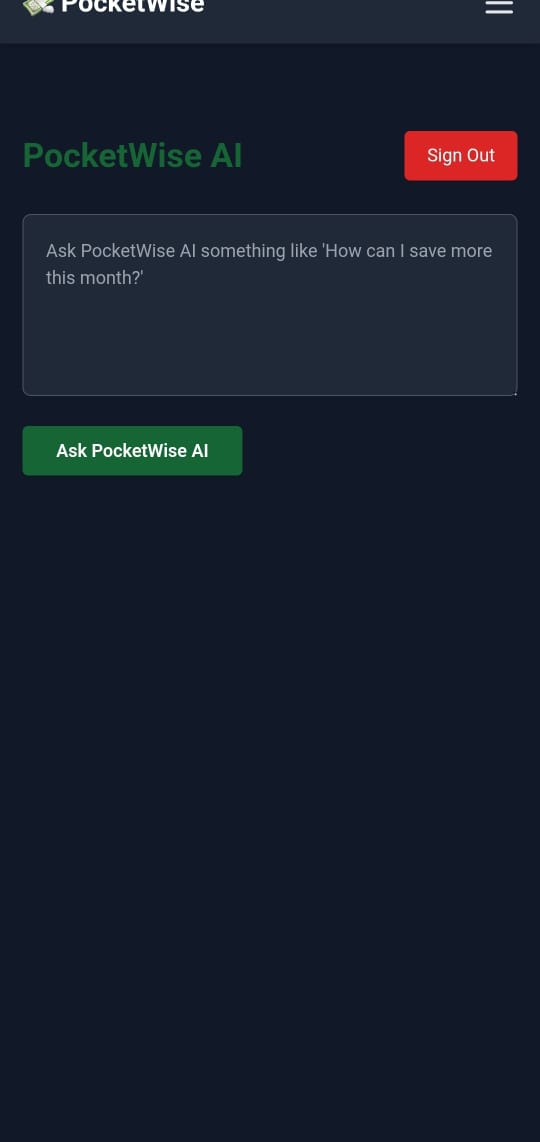 PocketWise
PocketWise AI
Sign Out
Ask PocketWise AI something like 'How can I save more
this month?'
Ask PocketWise AI